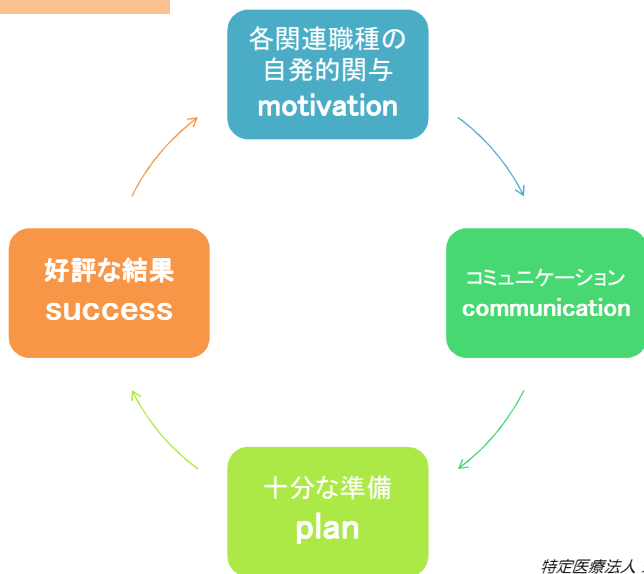 各関連職種の
自発的関与
motivation
コミュニケーション
communication
十分な準備
plan
好評な結果
success
特定医療法人